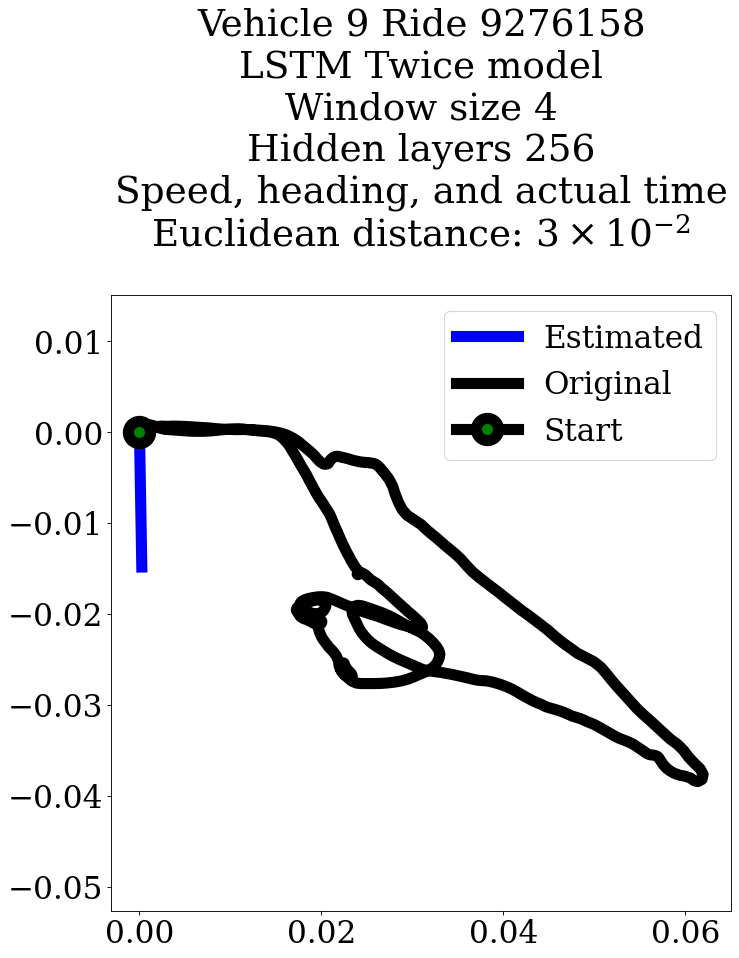 Vehicle 9 Ride 9276158
LSTM Twice model
Window size 4
Hidden layers 256
Speed, heading, and actual time
Euclidean distance: 3 × 10⁻²
Estimated
Original
Start
0.01
0.00
−0.01
−0.02
−0.03
−0.04
−0.05
0.00 0.02 0.04 0.06